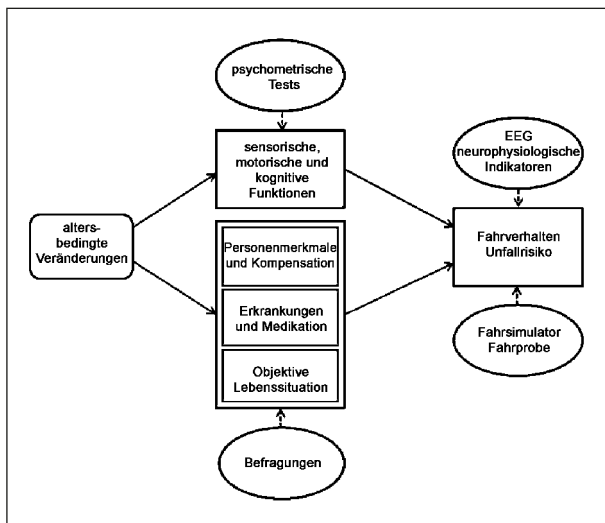 psychometrische
Tests
sensorische,
motorische und
kognitive
Funktionen
EEG
neurophysiologische
Indikatoren
alters-
bedingte
Veränderungen
Personenmerkmale
und Kompensation
Fahrverhalten
Unfallrisiko
Erkrankungen
und Medikation
Objektive
Lebenssituation
Fahrsimulator
Fahrprobe
Befragungen